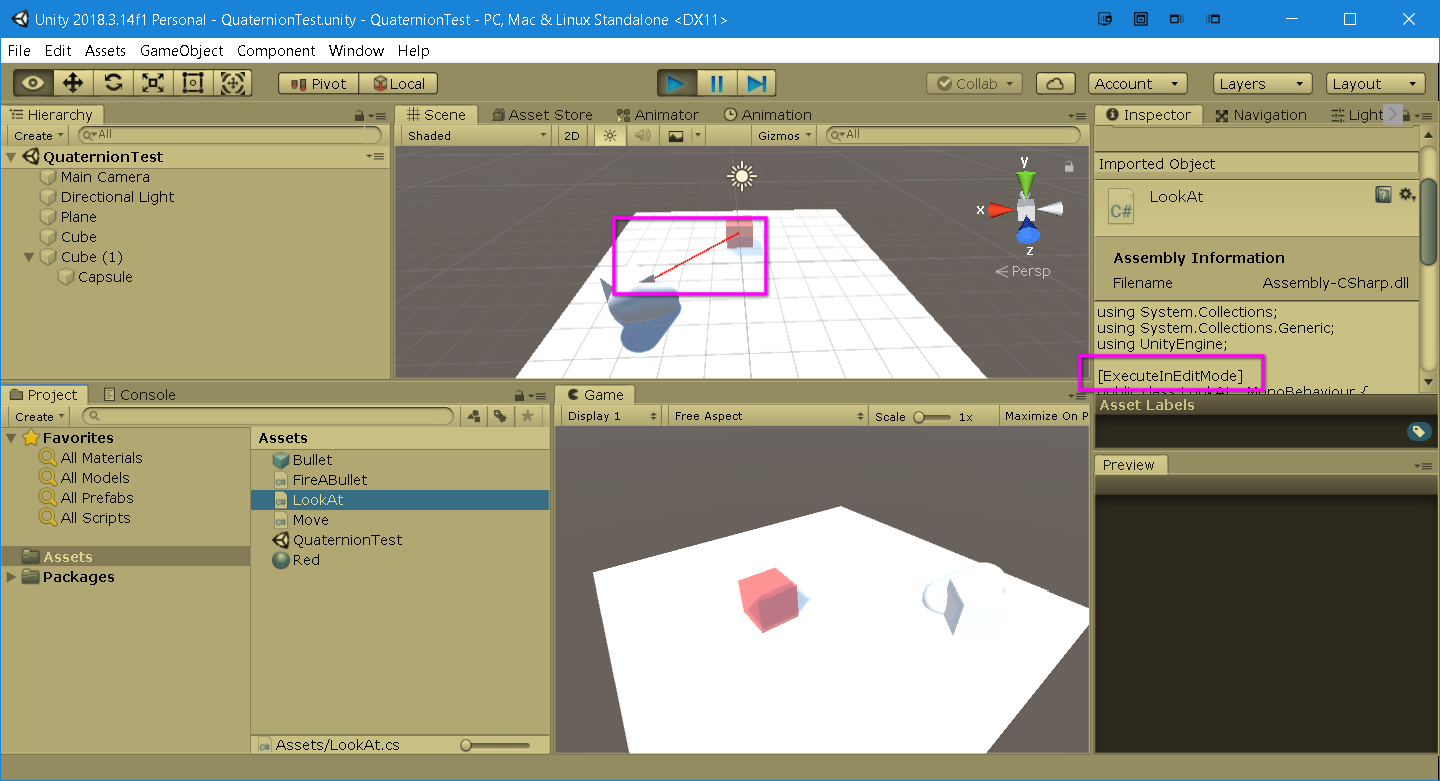 Unity 2018.3.14f1 Personal - QuaternionTest.unity - QuaternionTest - PC, Mac & Linux Standalone <DX11>
File Edit Assets GameObject Component Window Help
Pivot Local Collab Account Layers Layout
Hierarchy
Create All
QuaternionTest
Main Camera
Directional Light
Plane
Cube
Cube (1)
Capsule
Scene Asset Store Animator Animation
Shaded 2D Gizmos All
y
x
z
Persp
Inspector Navigation Light
Imported Object
LookAt
C#
Assembly Information
Filename Assembly-CSharp.dll
using System.Collections;
using System.Collections.Generic;
using UnityEngine;
[ExecuteInEditMode]
public class LookAt : MonoBehaviour {
Asset Labels
Preview
Project Console
Create
Favorites
All Materials
All Models
All Prefabs
All Scripts
Assets
Packages
Assets
Bullet
FireABullet
LookAt
Move
QuaternionTest
Red
Assets/LookAt.cs
Game
Display 1 Free Aspect Scale 1x Maximize On P